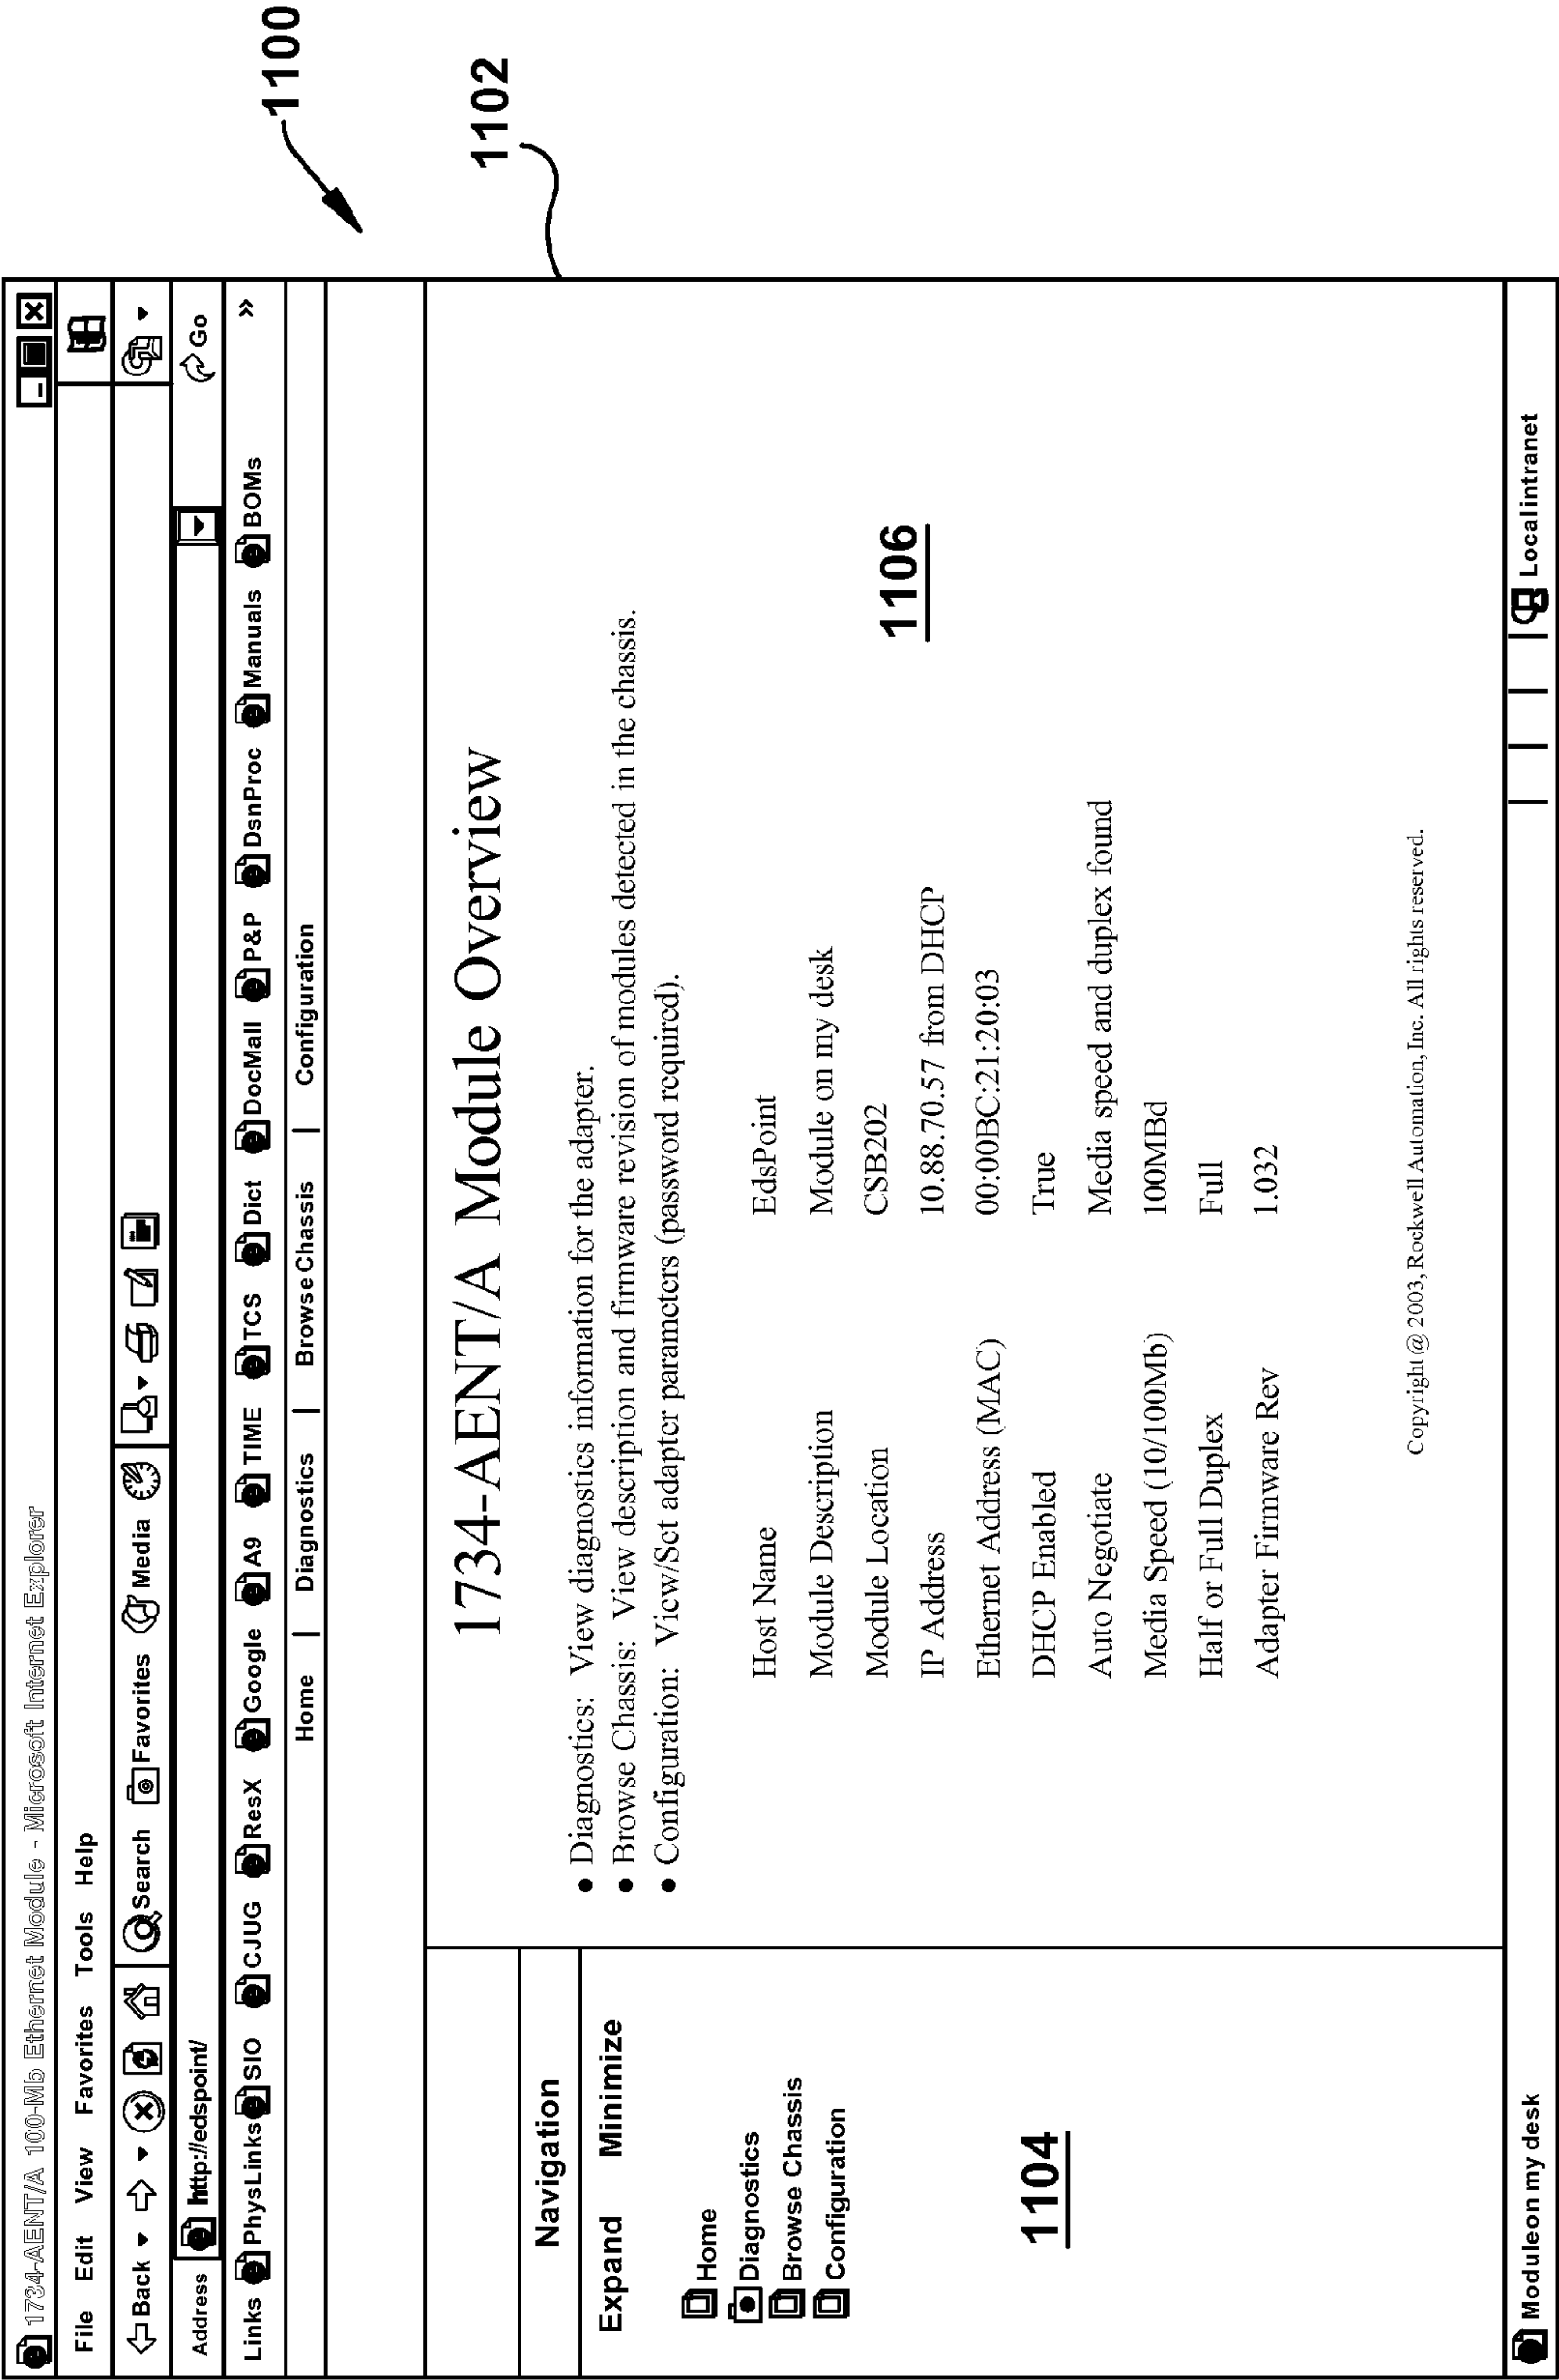 1100
1102
1734-AENT/A 100-Mb Ethernet Module - Microsoft Internet Explorer
File Edit View Favorites Tools Help
Back Search Favorites Media
Address http://edspoint/ Go
Links PhysLinks SIO CJUG ResX Google A9 TIME TCS Dict DocMall P&P DsnProc Manuals BOMs »
Home | Diagnostics | Browse Chassis | Configuration
Navigation
Expand Minimize
Home
Diagnostics
Browse Chassis
Configuration
1104
1734-AENT/A Module Overview
• Diagnostics: View diagnostics information for the adapter.
• Browse Chassis: View description and firmware revision of modules detected in the chassis.
• Configuration: View/Set adapter parameters (password required).
Host Name EdsPoint
Module Description Module on my desk
Module Location CSB202
IP Address 10.88.70.57 from DHCP
Ethernet Address (MAC) 00:00BC:21:20:03
DHCP Enabled True
Auto Negotiate Media speed and duplex found
Media Speed (10/100Mb) 100MBd
Half or Full Duplex Full
Adapter Firmware Rev 1.032
1106
Copyright @ 2003, Rockwell Automation, Inc. All rights reserved.
Moduleon my desk Localintranet